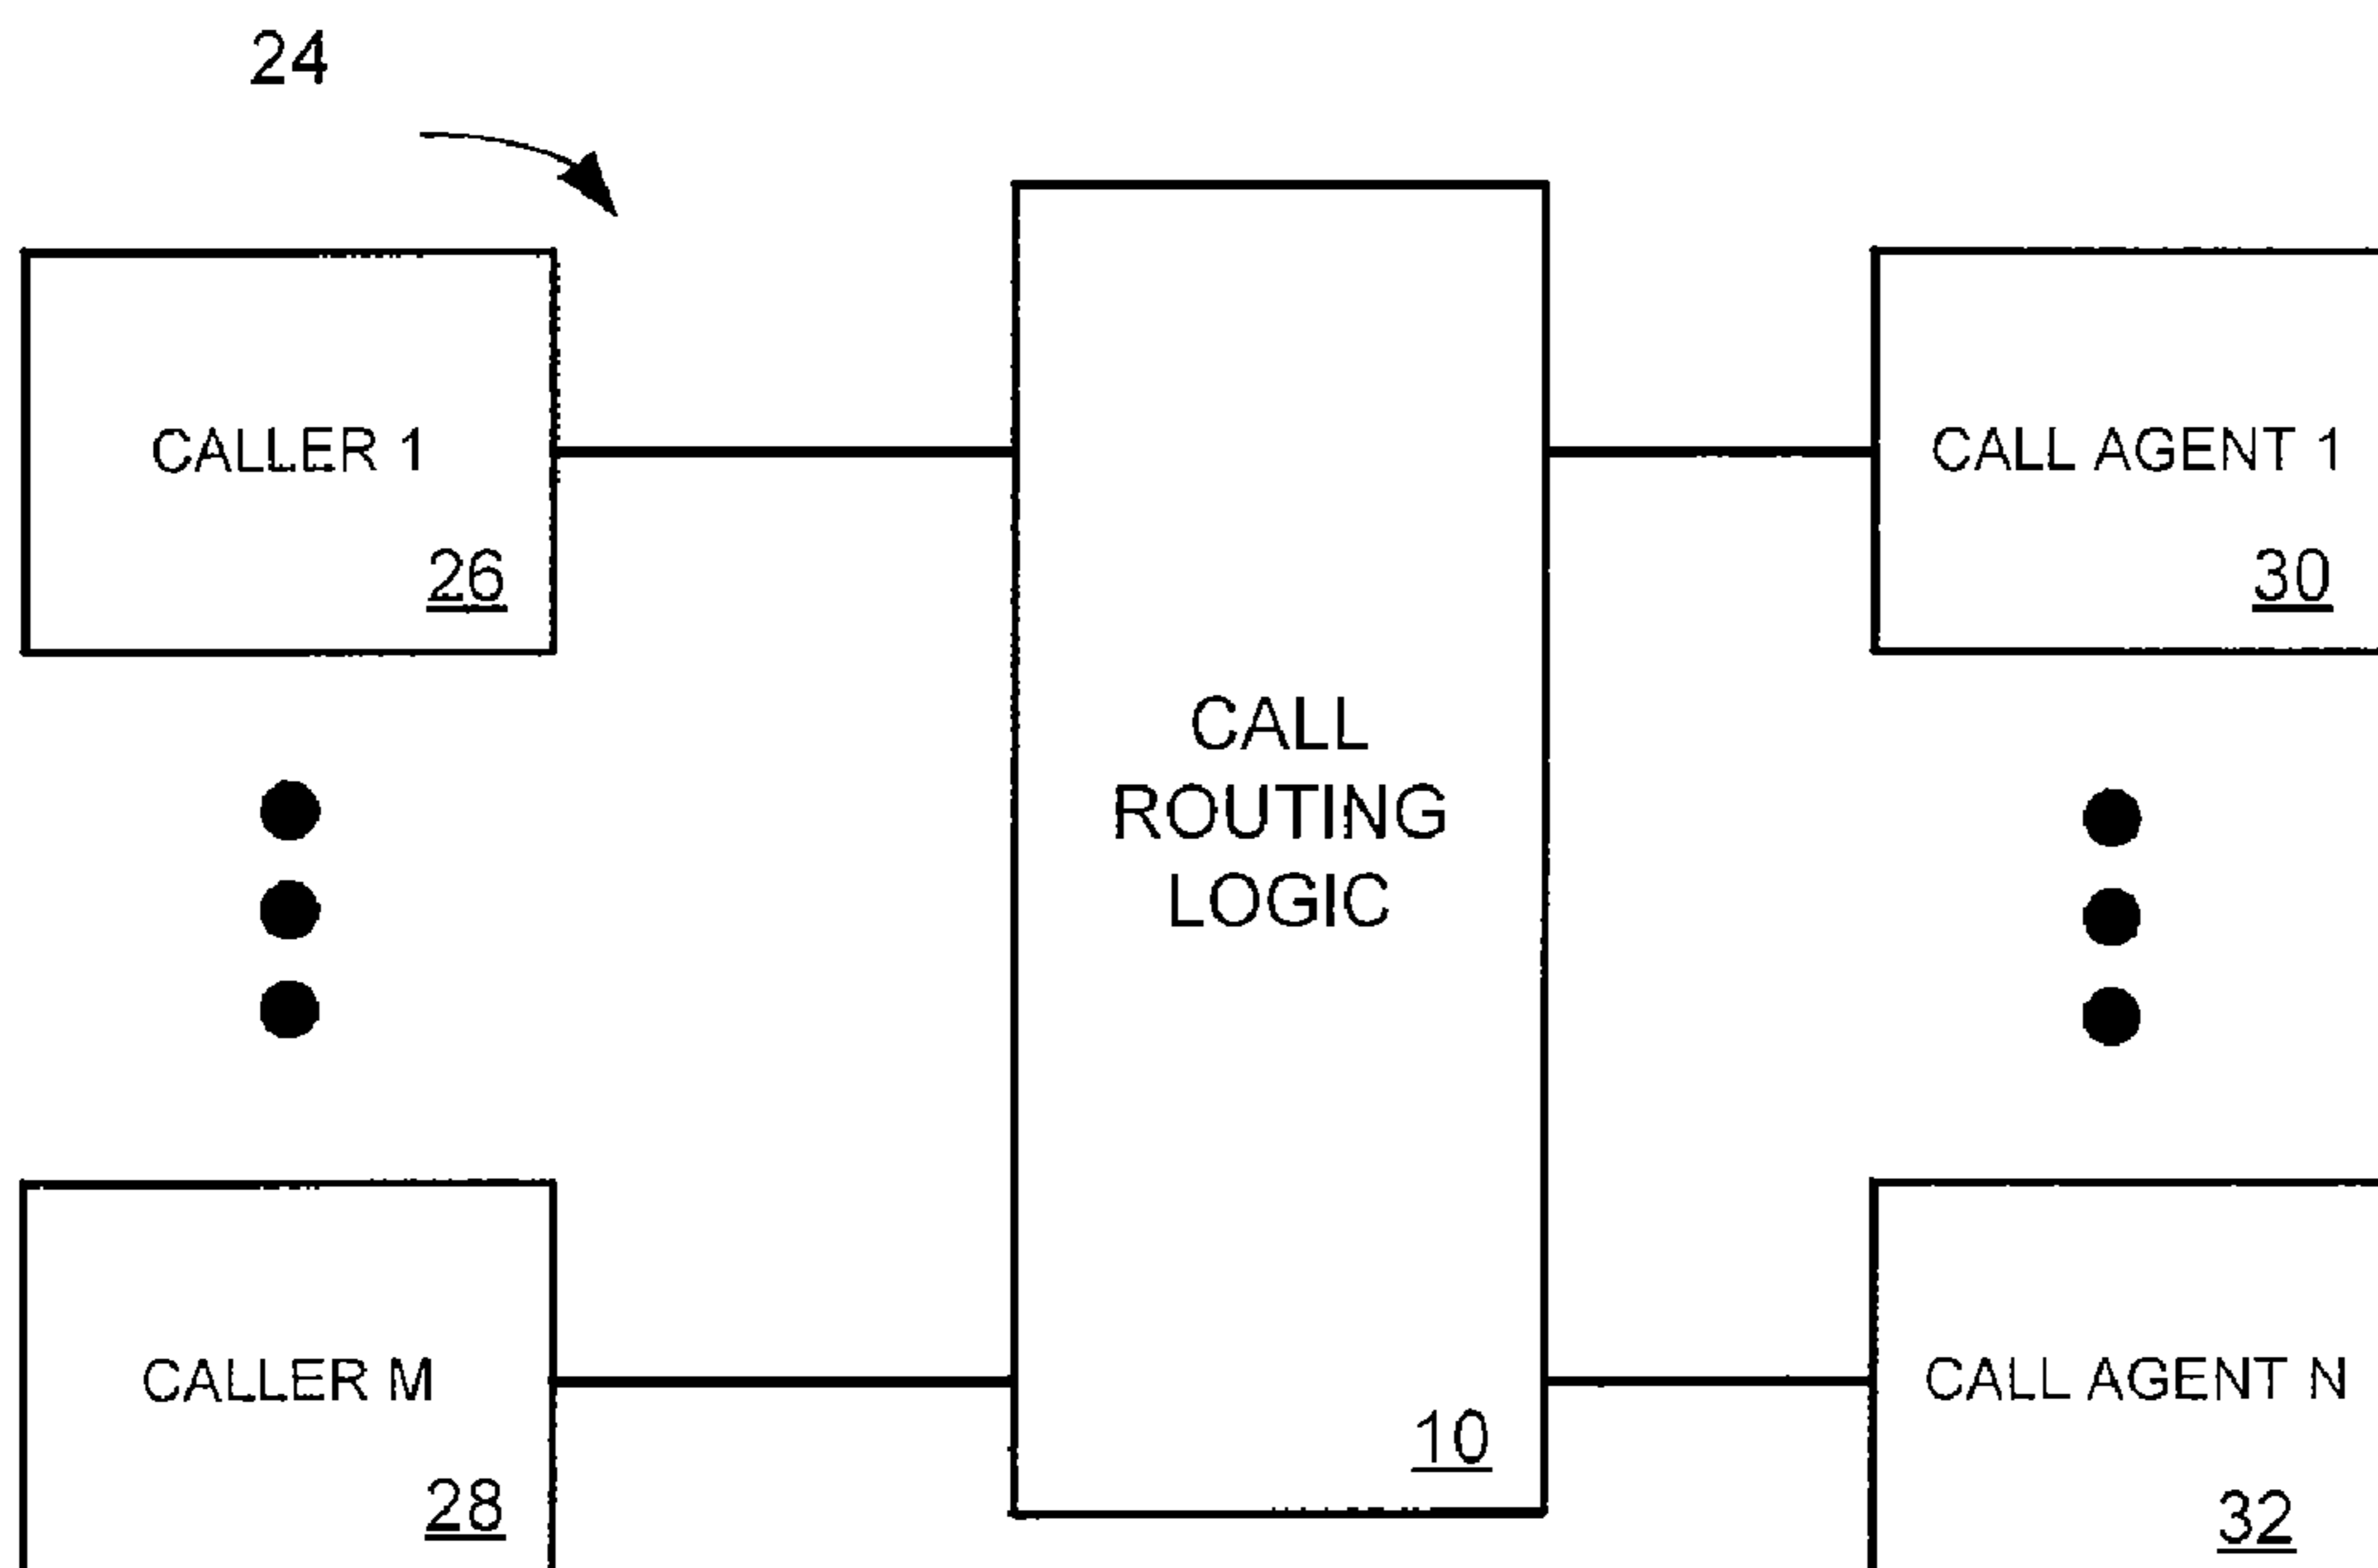 24
CALLER 1
26
CALL
ROUTING
LOGIC
10
CALL AGENT 1
30
CALLER M
28
CALL AGENT N
32